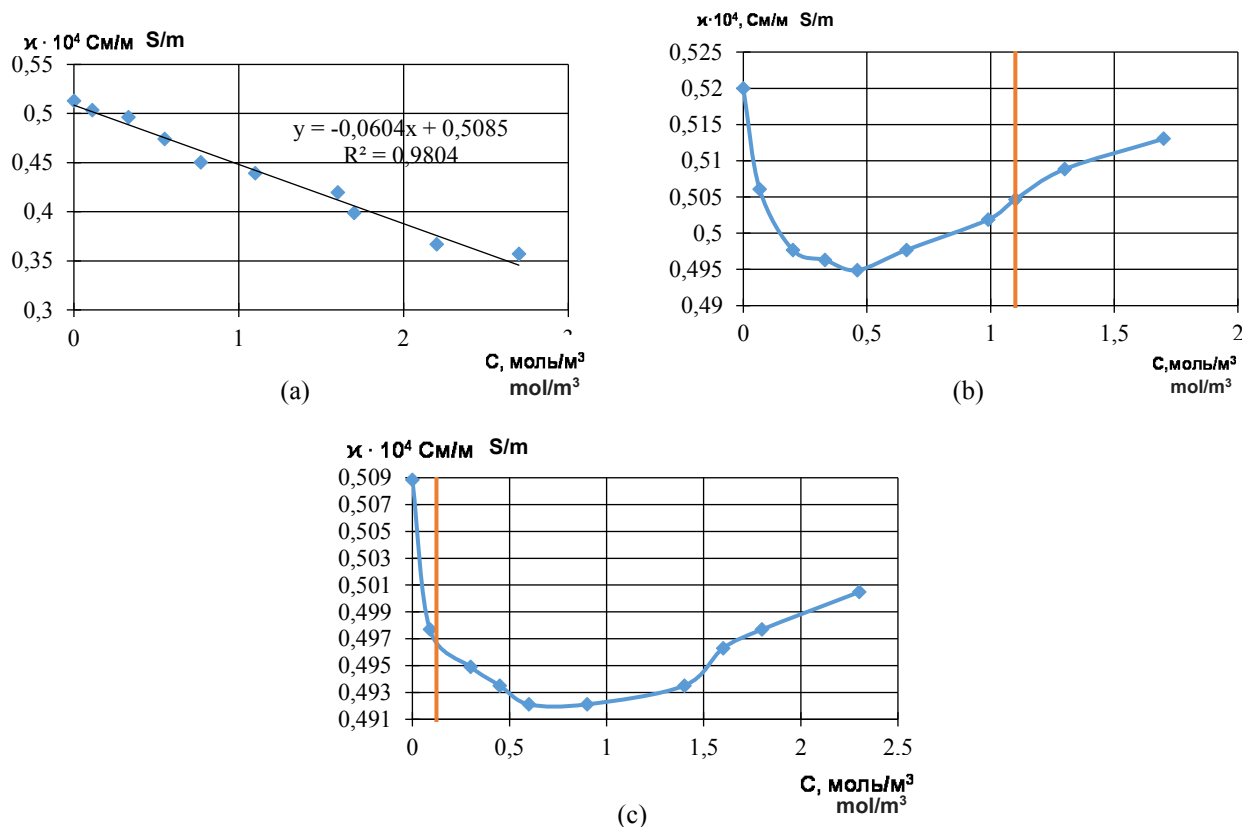 ϰ · 10⁴ См/м S/m
0,55
0,5
0,45
0,4
0,35
0,3
y = -0,0604x + 0,5085
R² = 0,9804
0 1 2 3
C, моль/м³
mol/m³
(a)
ϰ·10⁴, См/м S/m
0,525
0,52
0,515
0,51
0,505
0,5
0,495
0,49
0 0,5 1 1,5 2
C,моль/м³
mol/m³
(b)
ϰ · 10⁴ См/м S/m
0,509
0,507
0,505
0,503
0,501
0,499
0,497
0,495
0,493
0,491
0 0,5 1 1,5 2 2.5
C, моль/м³
mol/m³
(c)